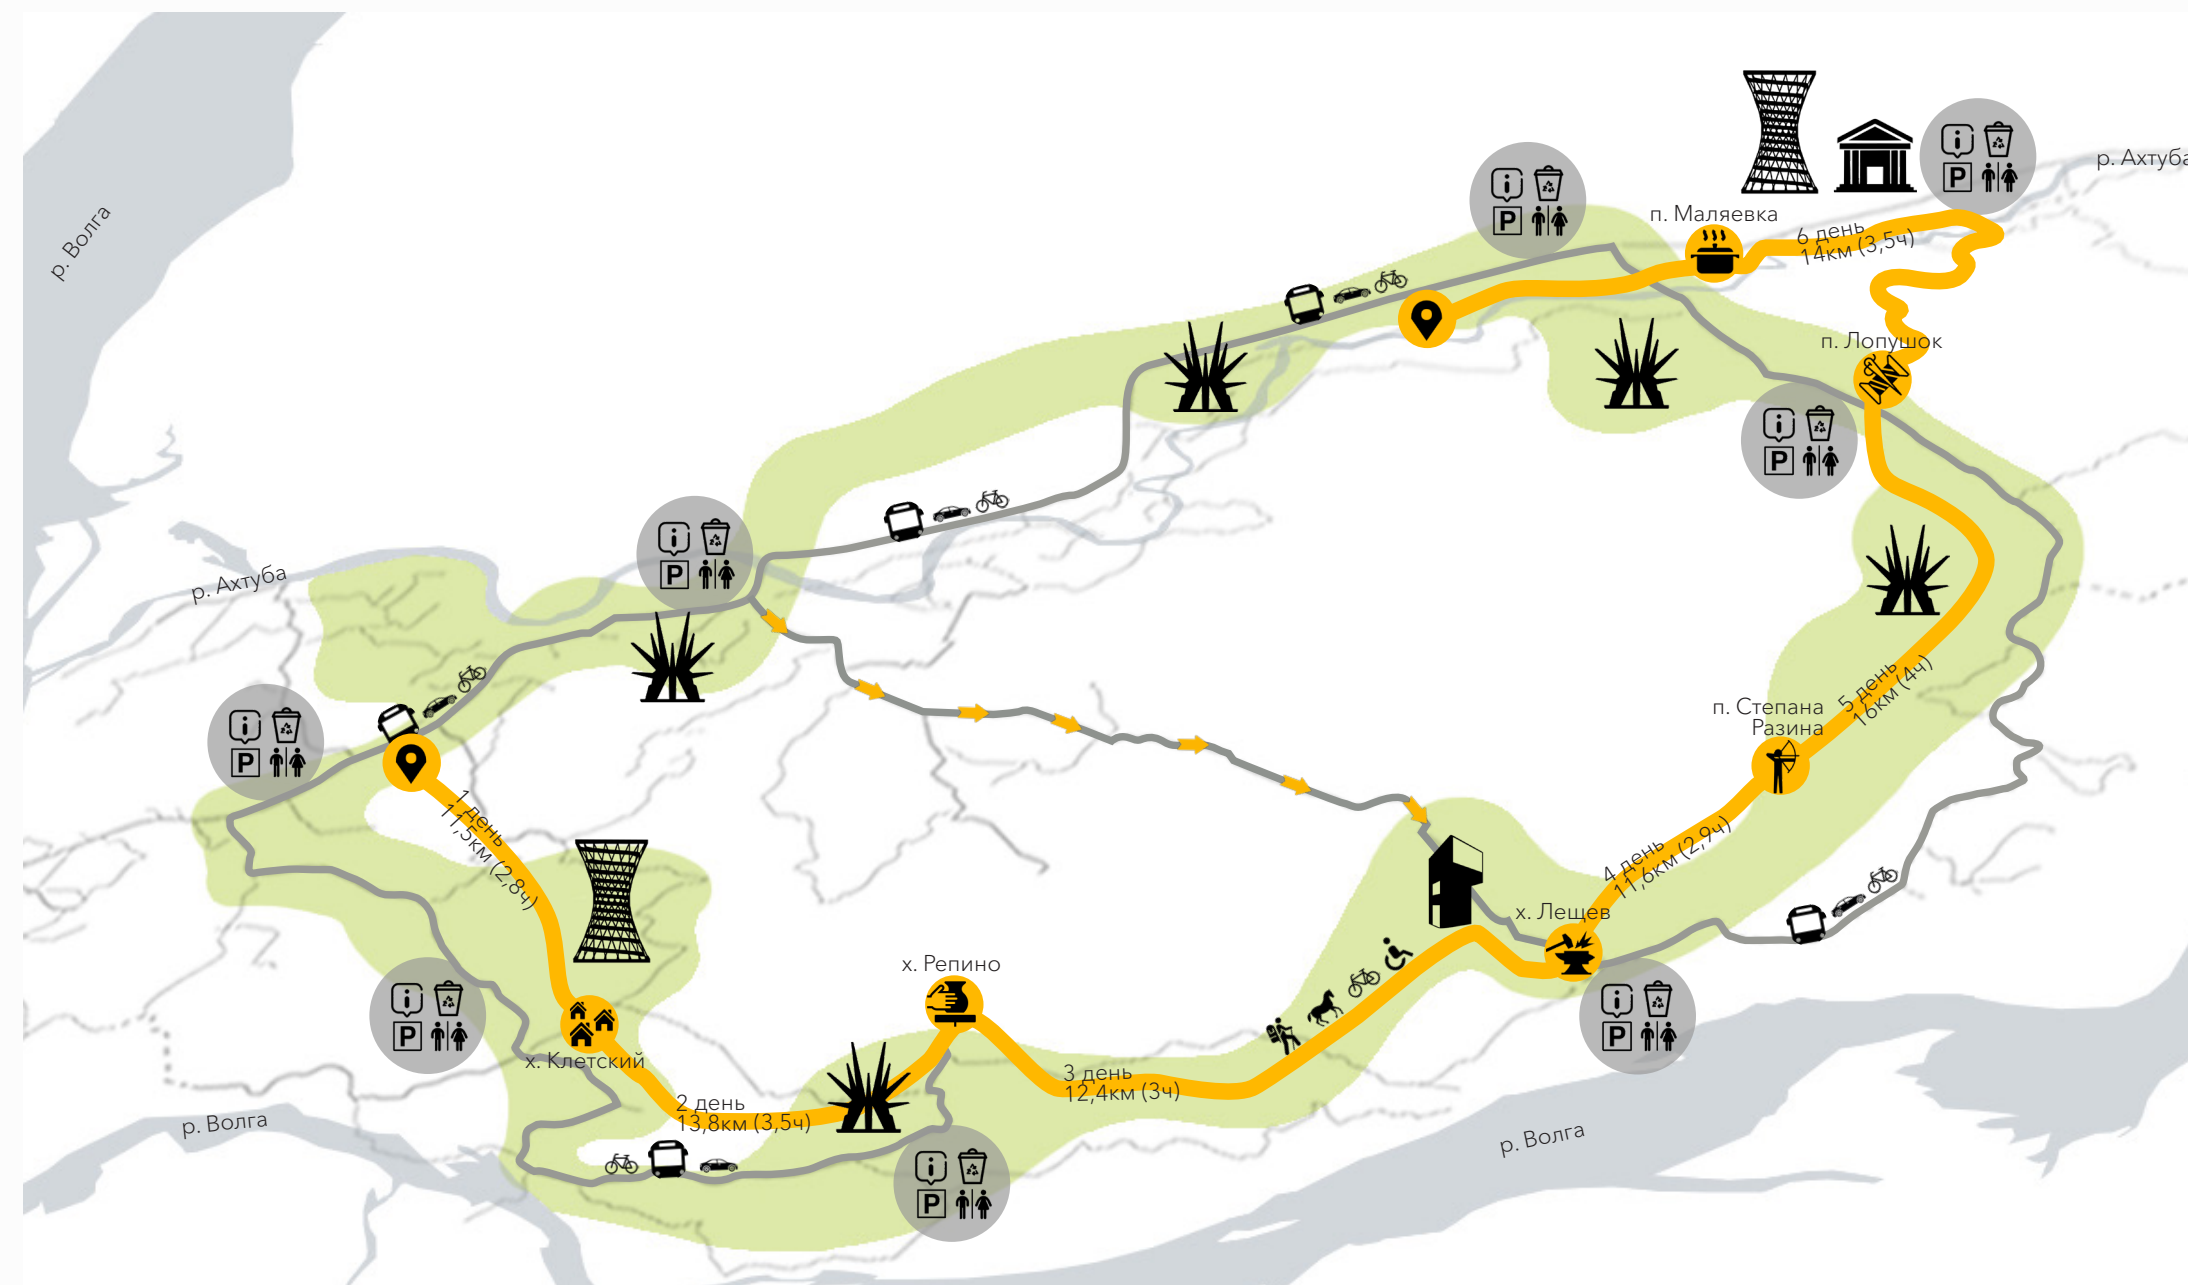 р. Волга
р. Ахтуба
п. Маляевка
6 день
14км (3,5ч)
р. Ахтуба
п. Лопушок
P
P
P
P
1 день
11,5км (2,8ч)
п. Степана
Разина
5 день
16км (4ч)
P
4 день
11,6км (2,9ч)
х. Лещев
х. Репино
P
х. Клетский
P
3 день
12,4км (3ч)
2 день
13,8км (3,5ч)
р. Волга
р. Волга
P